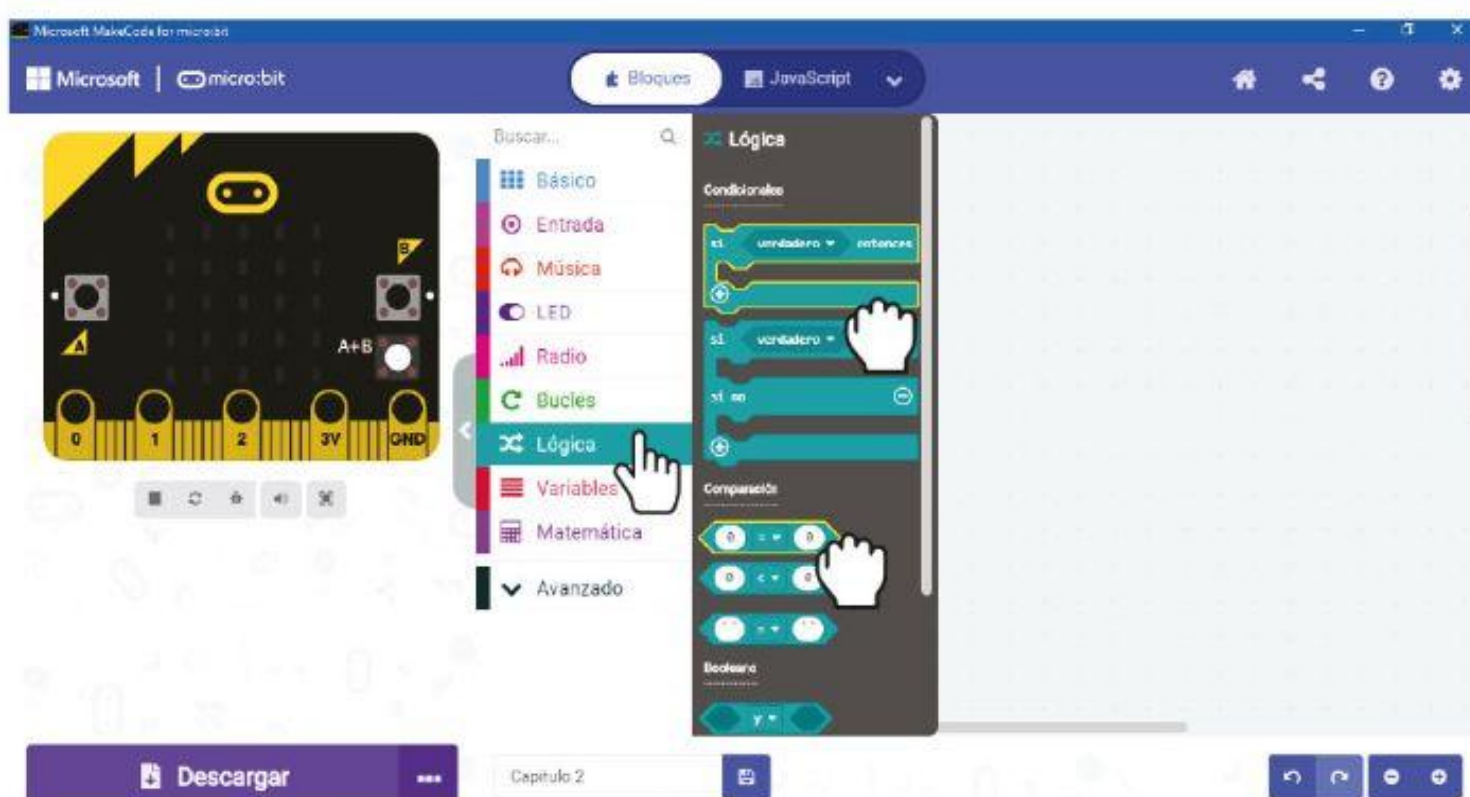 Microsoft MakeCode for micro:bit
Microsoft | micro:bit
Bloques
JavaScript
Buscar...
Básico
Entrada
Música
LED
Radio
Bucles
Lógica
Variables
Matemática
Avanzado
Lógica
Condicionales
si verdadero entonces
si verdadero
si no
Comparación
0 = 0
0 < 0
" " = " "
Booleano
y
B
A
A+B
0 1 2 3V GND
Descargar
Capitulo 2